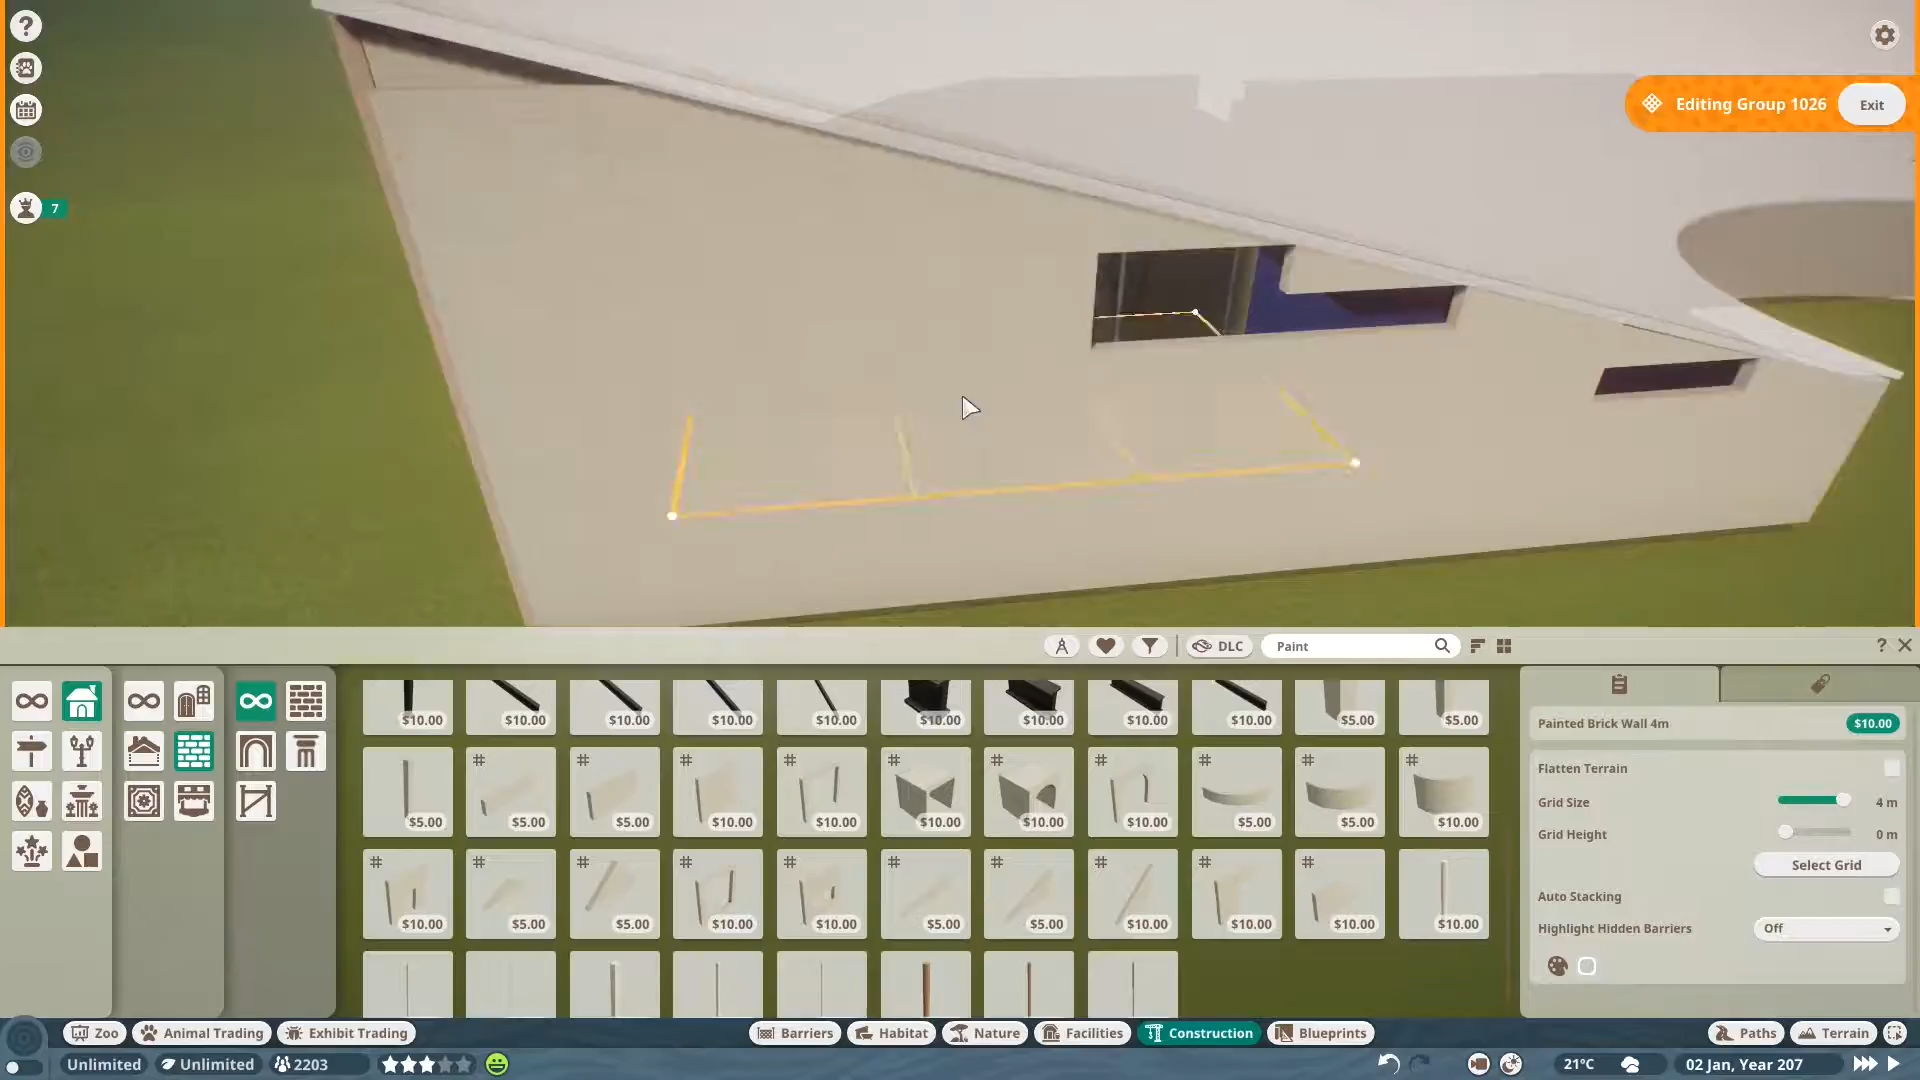 ?
7
Editing Group 1026
Exit
DLC
Paint
?
$10.00 $10.00 $10.00 $10.00 $10.00 $10.00 $10.00 $10.00 $10.00 $5.00 $5.00
$5.00 $5.00 $5.00 $10.00 $10.00 $10.00 $10.00 $10.00 $5.00 $5.00 $10.00
$10.00 $5.00 $5.00 $10.00 $10.00 $5.00 $5.00 $10.00 $10.00 $10.00 $10.00
Painted Brick Wall 4m
$10.00
Flatten Terrain
Grid Size
4 m
Grid Height
0 m
Select Grid
Auto Stacking
Highlight Hidden Barriers
Off
Zoo
Animal Trading
Exhibit Trading
Barriers
Habitat
Nature
Facilities
Construction
Blueprints
Paths
Terrain
Unlimited
Unlimited
2203
21°C
02 Jan, Year 207